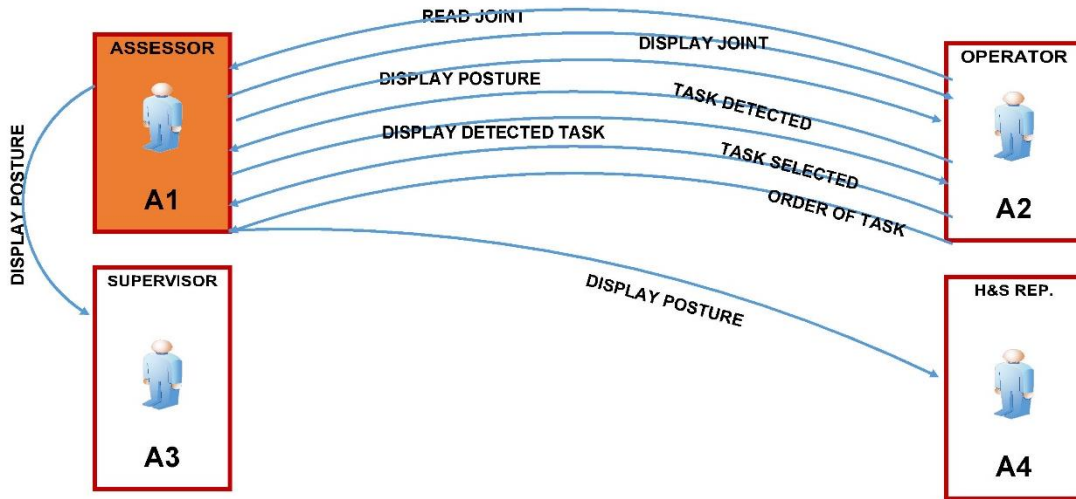 READ JOINT
ASSESSOR
DISPLAY JOINT
OPERATOR
DISPLAY POSTURE
TASK DETECTED
DISPLAY DETECTED TASK
TASK SELECTED
A1
ORDER OF TASK
A2
DISPLAY POSTURE
SUPERVISOR
DISPLAY POSTURE
H&S REP.
A3
A4